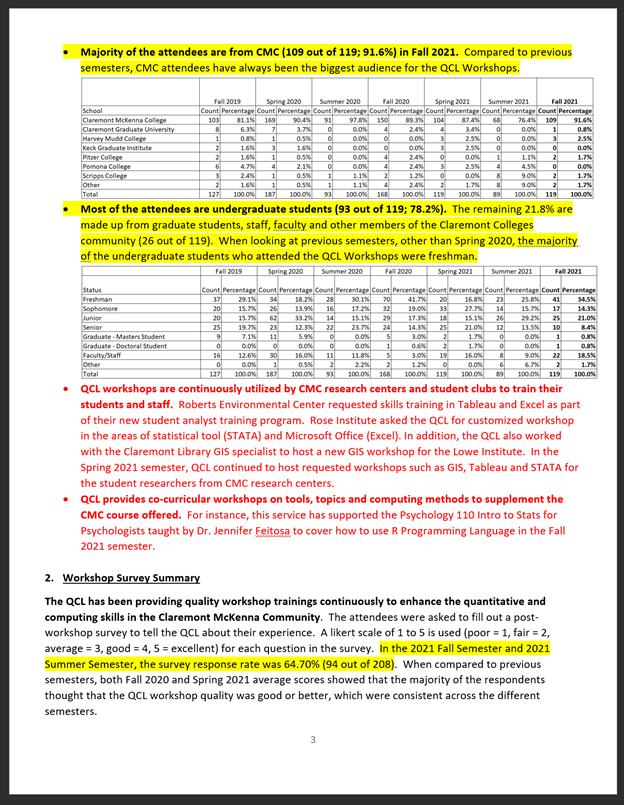 • Majority of the attendees are from CMC (109 out of 119; 91.6%) in Fall 2021. Compared to previous
semesters, CMC attendees have always been the biggest audience for the QCL Workshops.
Fall 2019 Spring 2020 Summer 2020 Fall 2020 Spring 2021 Summer 2021 Fall 2021
School Count Percentage Count Percentage Count Percentage Count Percentage Count Percentage Count Percentage Count Percentage
Claremont McKenna College 103 81.1% 169 90.4% 91 97.8% 150 89.3% 104 87.4% 68 76.4% 109 91.6%
Claremont Graduate University 8 6.3% 7 3.7% 0 0.0% 4 2.4% 4 3.4% 0 0.0% 1 0.8%
Harvey Mudd College 1 0.8% 1 0.5% 0 0.0% 0 0.0% 3 2.5% 0 0.0% 3 2.5%
Keck Graduate Institute 2 1.6% 3 1.6% 0 0.0% 0 0.0% 3 2.5% 0 0.0% 0 0.0%
Pitzer College 2 1.6% 1 0.5% 0 0.0% 4 2.4% 0 0.0% 1 1.1% 2 1.7%
Pomona College 6 4.7% 4 2.1% 0 0.0% 4 2.4% 3 2.5% 4 4.5% 0 0.0%
Scripps College 3 2.4% 1 0.5% 1 1.1% 2 1.2% 0 0.0% 8 9.0% 2 1.7%
Other 2 1.6% 1 0.5% 1 1.1% 4 2.4% 2 1.7% 8 9.0% 2 1.7%
Total 127 100.0% 187 100.0% 93 100.0% 168 100.0% 119 100.0% 89 100.0% 119 100.0%
• Most of the attendees are undergraduate students (93 out of 119; 78.2%). The remaining 21.8% are
made up from graduate students, staff, faculty and other members of the Claremont Colleges
community (26 out of 119). When looking at previous semesters, other than Spring 2020, the majority
of the undergraduate students who attended the QCL Workshops were freshman.
Fall 2019 Spring 2020 Summer 2020 Fall 2020 Spring 2021 Summer 2021 Fall 2021
Status Count Percentage Count Percentage Count Percentage Count Percentage Count Percentage Count Percentage Count Percentage
Freshman 37 29.1% 34 18.2% 28 30.1% 70 41.7% 20 16.8% 23 25.8% 41 34.5%
Sophomore 20 15.7% 26 13.9% 16 17.2% 32 19.0% 33 27.7% 14 15.7% 17 14.3%
Junior 20 15.7% 62 33.2% 14 15.1% 29 17.3% 18 15.1% 26 29.2% 25 21.0%
Senior 25 19.7% 23 12.3% 22 23.7% 24 14.3% 25 21.0% 12 13.5% 10 8.4%
Graduate - Masters Student 9 7.1% 11 5.9% 0 0.0% 5 3.0% 2 1.7% 0 0.0% 1 0.8%
Graduate - Doctoral Student 0 0.0% 0 0.0% 0 0.0% 1 0.6% 2 1.7% 0 0.0% 1 0.8%
Faculty/Staff 16 12.6% 30 16.0% 11 11.8% 5 3.0% 19 16.0% 8 9.0% 22 18.5%
Other 0 0.0% 1 0.5% 2 2.2% 2 1.2% 0 0.0% 6 6.7% 2 1.7%
Total 127 100.0% 187 100.0% 93 100.0% 168 100.0% 119 100.0% 89 100.0% 119 100.0%
• QCL workshops are continuously utilized by CMC research centers and student clubs to train their
students and staff. Roberts Environmental Center requested skills training in Tableau and Excel as part
of their new student analyst training program. Rose Institute asked the QCL for customized workshop
in the areas of statistical tool (STATA) and Microsoft Office (Excel). In addition, the QCL also worked
with the Claremont Library GIS specialist to host a new GIS workshop for the Lowe Institute. In the
Spring 2021 semester, QCL continued to host requested workshops such as GIS, Tableau and STATA for
the student researchers from CMC research centers.
• QCL provides co-curricular workshops on tools, topics and computing methods to supplement the
CMC course offered. For instance, this service has supported the Psychology 110 Intro to Stats for
Psychologists taught by Dr. Jennifer Feitosa to cover how to use R Programming Language in the Fall
2021 semester.
2. Workshop Survey Summary
The QCL has been providing quality workshop trainings continuously to enhance the quantitative and
computing skills in the Claremont McKenna Community. The attendees were asked to fill out a post-
workshop survey to tell the QCL about their experience. A likert scale of 1 to 5 is used (poor = 1, fair = 2,
average = 3, good = 4, 5 = excellent) for each question in the survey. In the 2021 Fall Semester and 2021
Summer Semester, the survey response rate was 64.70% (94 out of 208). When compared to previous
semesters, both Fall 2020 and Spring 2021 average scores showed that the majority of the respondents
thought that the QCL workshop quality was good or better, which were consistent across the different
semesters.
3